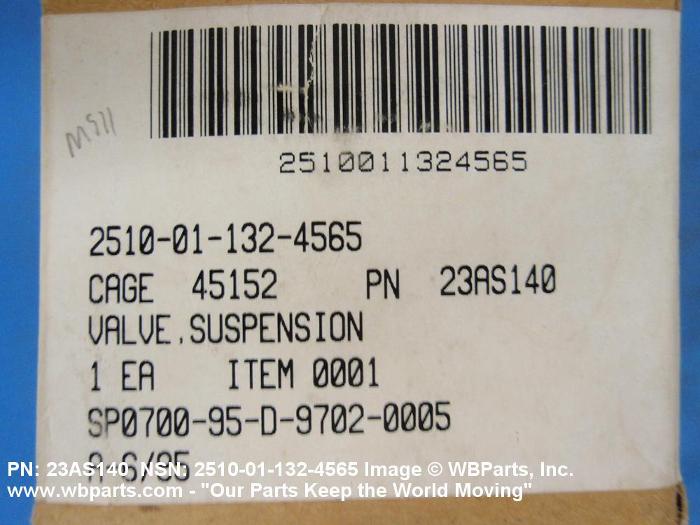 M511
2510011324565
2510-01-132-4565
CAGE 45152 PN 23AS140
VALVE,SUSPENSION
1 EA ITEM 0001
SP0700-95-D-9702-0005
A-6/95
PN: 23AS140 NSN: 2510-01-132-4565 Image © WBParts, Inc.
www.wbparts.com - "Our Parts Keep the World Moving"